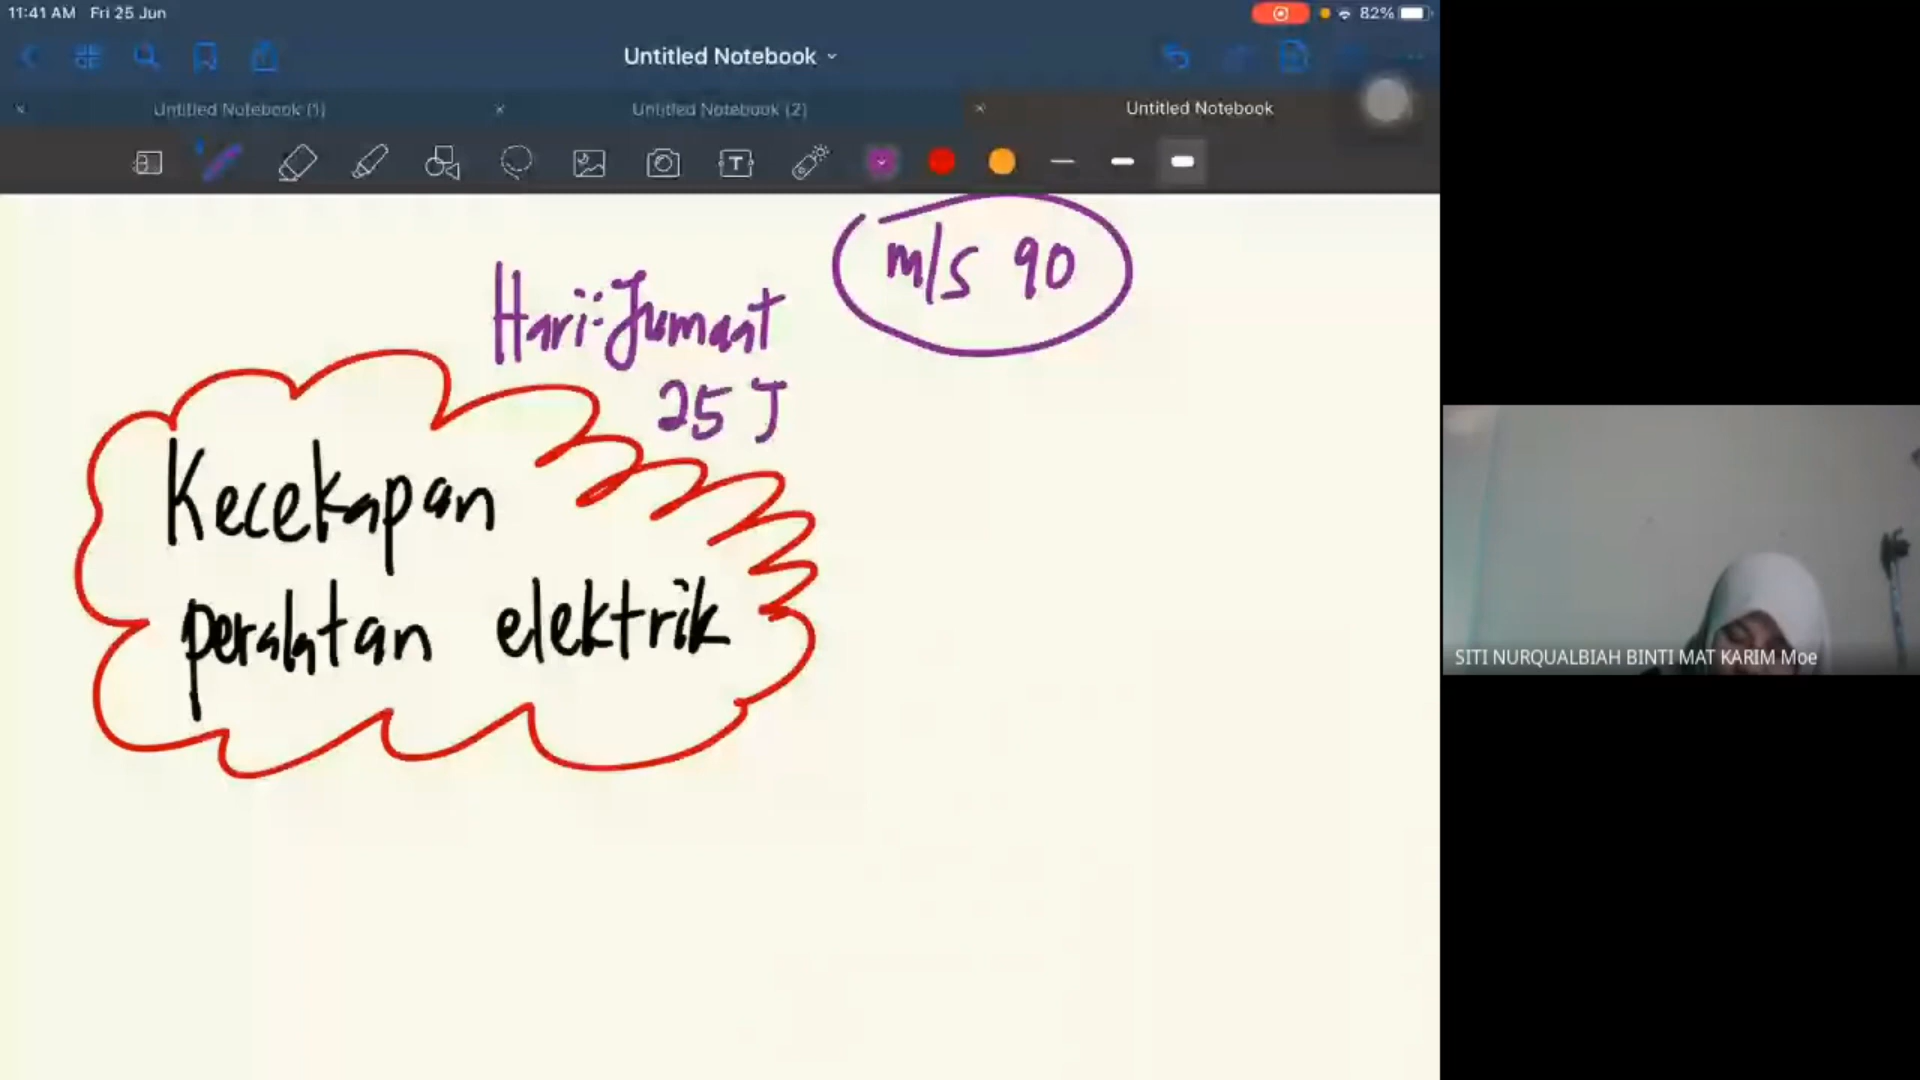 11:41 AM Fri 25 Jun
82%
Untitled Notebook
Untitled Notebook (1)
Untitled Notebook (2)
Untitled Notebook
m/s 90
Hari: Jumaat
25 J
Kecekapan
peralatan elektrik
SITI NURQUALBIAH BINTI MAT KARIM Moe